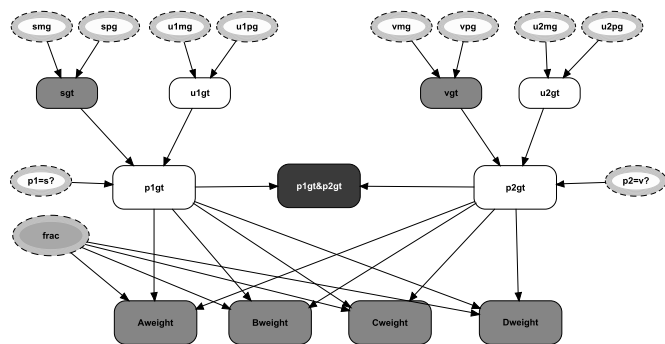 smg spg u1mg u1pg vmg vpg u2mg u2pg
sgt u1gt vgt u2gt
p1=s? p1gt p1gt&p2gt p2gt p2=v?
frac
Aweight Bweight Cweight Dweight